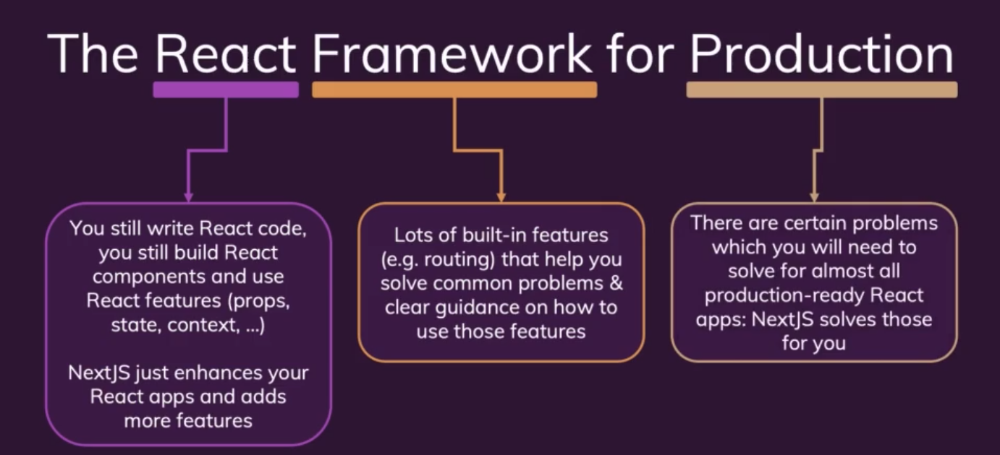 The React Framework for Production
You still write React code,
you still build React
components and use
React features (props,
state, context, ...)
NextJS just enhances your
React apps and adds
more features
Lots of built-in features
(e.g. routing) that help you
solve common problems &
clear guidance on how to
use those features
There are certain problems
which you will need to
solve for almost all
production-ready React
apps: NextJS solves those
for you